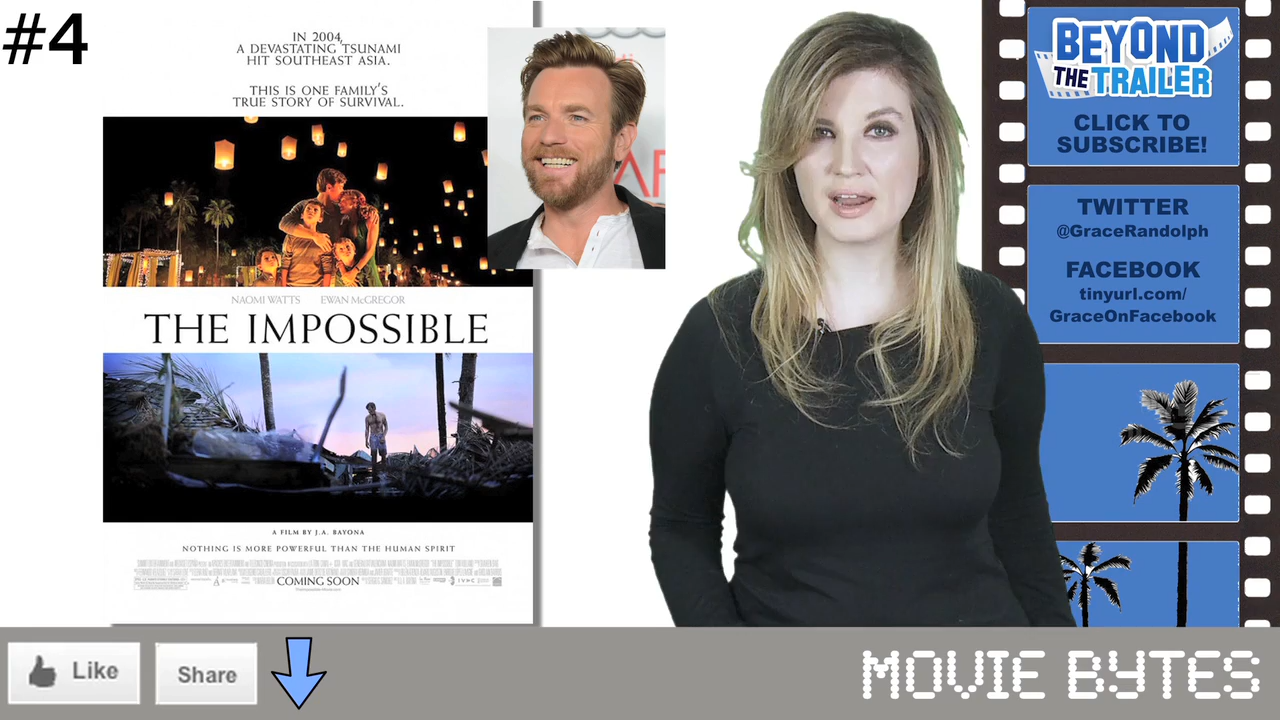 #4
IN 2004,
A DEVASTATING TSUNAMI
HIT SOUTHEAST ASIA.
THIS IS ONE FAMILY'S
TRUE STORY OF SURVIVAL.
AF
NAOMI WATTS EWAN McGREGOR
THE IMPOSSIBLE
A FILM BY J.A. BAYONA
NOTHING IS MORE POWERFUL THAN THE HUMAN SPIRIT
COMING SOON
BEYOND
THE TRAILER
CLICK TO
SUBSCRIBE!
TWITTER
@GraceRandolph
FACEBOOK
tinyurl.com/
GraceOnFacebook
Like
Share
MOVIE BYTES